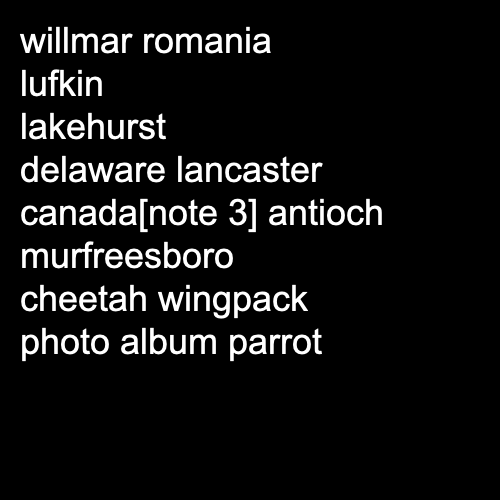 willmar romania
lufkin
lakehurst
delaware lancaster
canada[note 3] antioch
murfreesboro
cheetah wingpack
photo album parrot